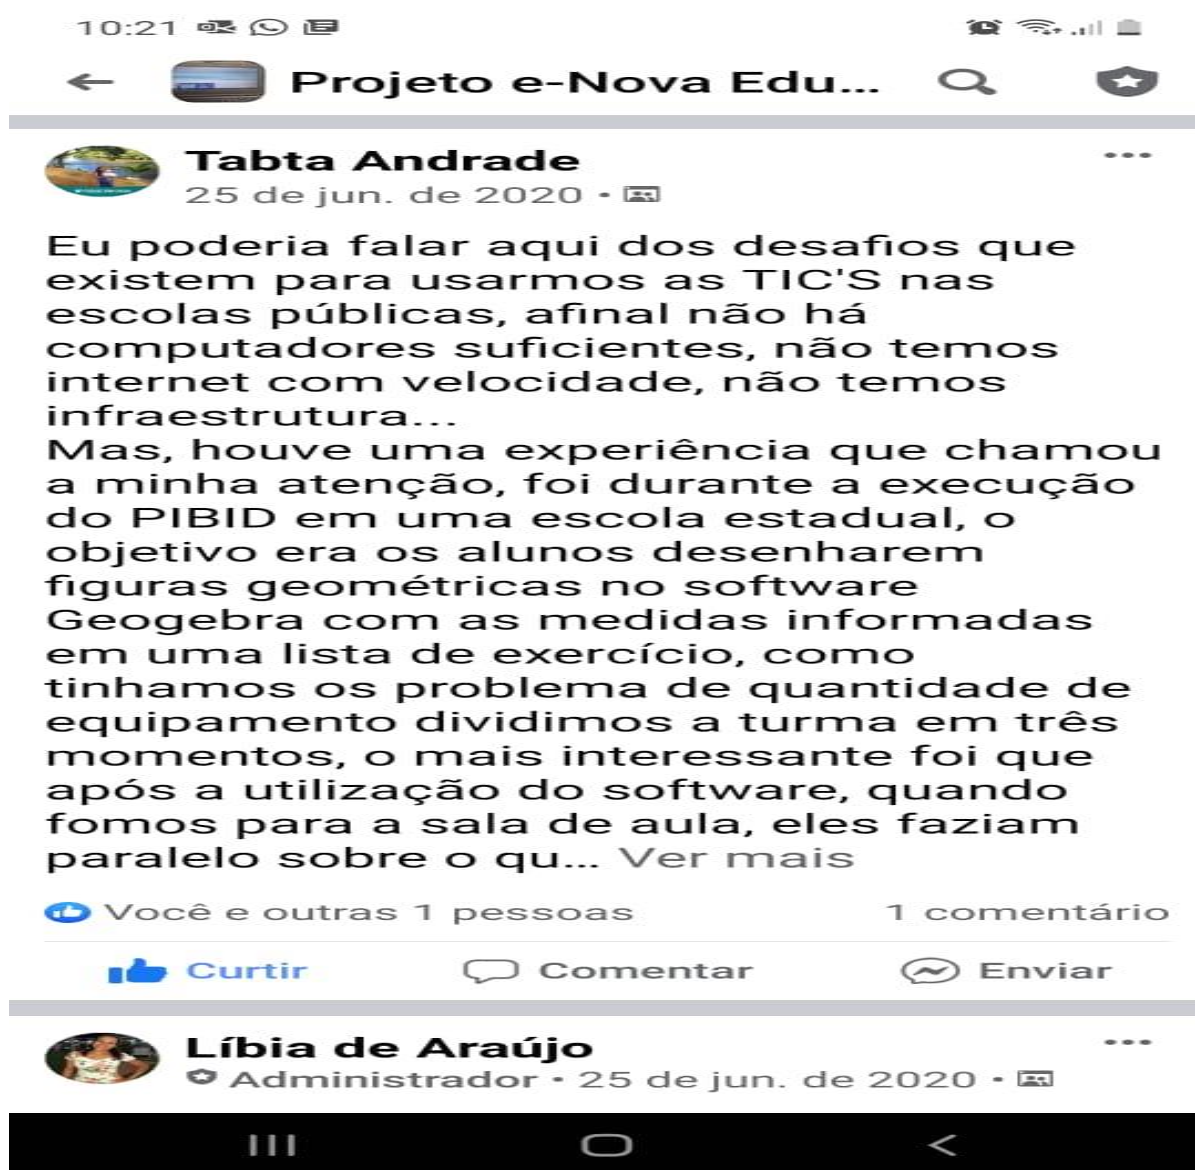 10:21
Projeto e-Nova Edu...
Tabta Andrade
25 de jun. de 2020 •
Eu poderia falar aqui dos desafios que
existem para usarmos as TIC'S nas
escolas públicas, afinal não há
computadores suficientes, não temos
internet com velocidade, não temos
infraestrutura...
Mas, houve uma experiência que chamou
a minha atenção, foi durante a execução
do PIBID em uma escola estadual, o
objetivo era os alunos desenharem
figuras geométricas no software
Geogebra com as medidas informadas
em uma lista de exercício, como
tinhamos os problema de quantidade de
equipamento dividimos a turma em três
momentos, o mais interessante foi que
após a utilização do software, quando
fomos para a sala de aula, eles faziam
paralelo sobre o qu... Ver mais
Você e outras 1 pessoas 1 comentário
Curtir Comentar Enviar
Líbia de Araújo
Administrador • 25 de jun. de 2020 •